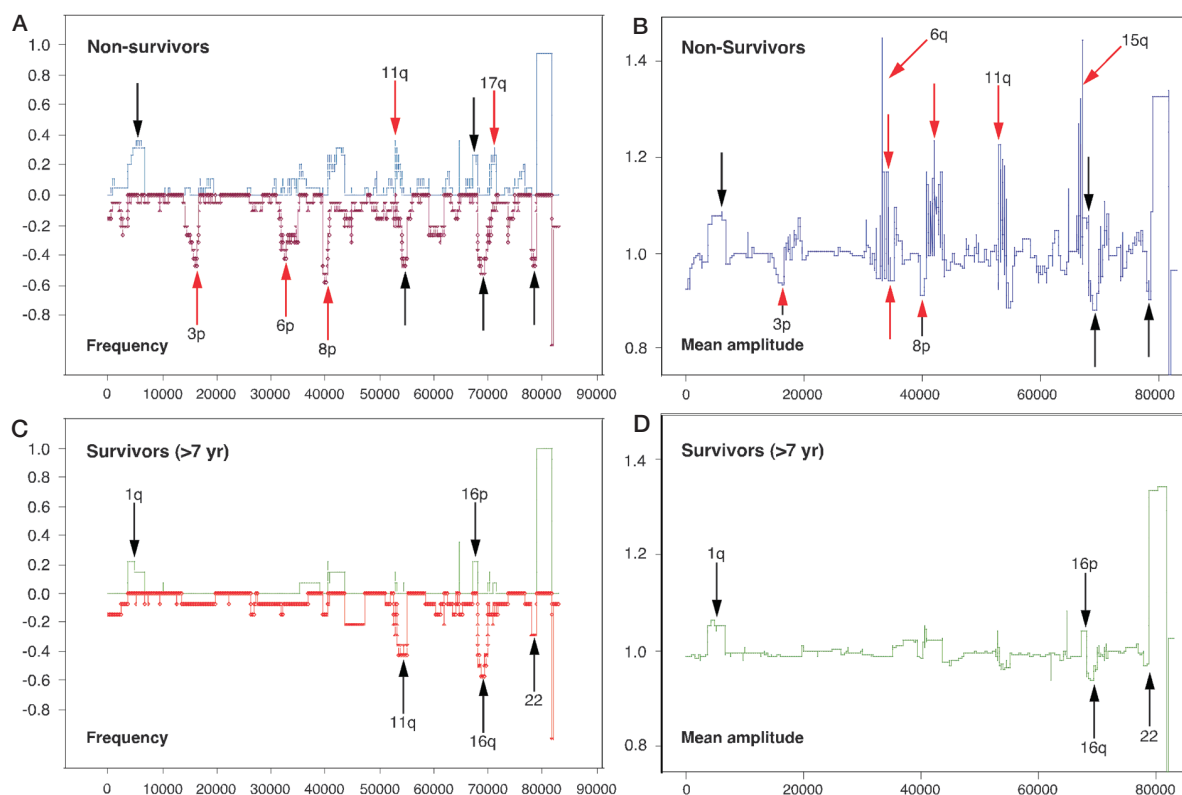 A
Non-survivors
1.0
0.8
0.6
0.4
0.2
0.0
-0.2
-0.4
-0.6
-0.8
11q
17q
3p
6p
8p
Frequency
0 10000 20000 30000 40000 50000 60000 70000 80000 90000
B
Non-Survivors
1.4
1.2
1.0
0.8
6q
15q
11q
3p
8p
Mean amplitude
0 20000 40000 60000 80000
C
Survivors (>7 yr)
1.0
0.8
0.6
0.4
0.2
0.0
-0.2
-0.4
-0.6
-0.8
1q
16p
11q
16q
22
Frequency
0 10000 20000 30000 40000 50000 60000 70000 80000 90000
D
Survivors (>7 yr)
1.4
1.2
1.0
0.8
1q
16p
16q
22
Mean amplitude
0 20000 40000 60000 80000